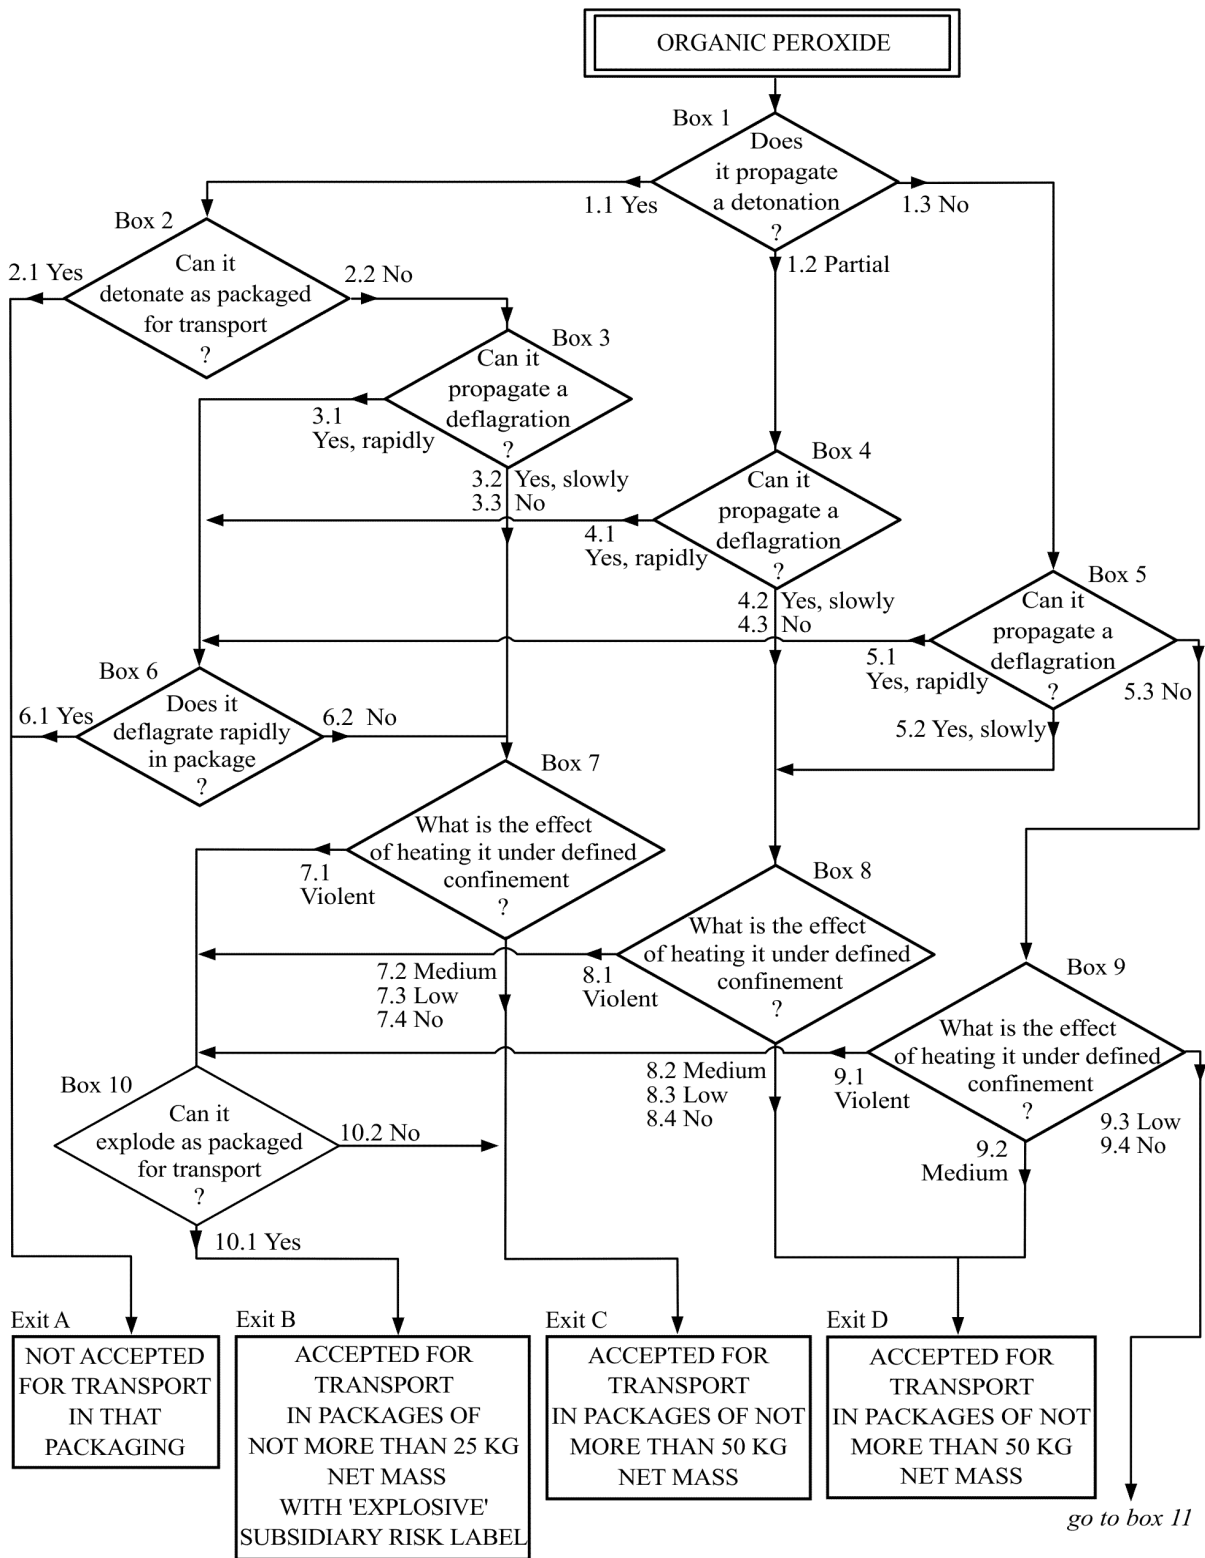 ORGANIC PEROXIDE
Box 1
Does
it propagate
a detonation
?
1.1 Yes
1.3 No
1.2 Partial
Box 2
Can it
detonate as packaged
for transport
?
2.1 Yes
2.2 No
Box 3
Can it
propagate a
deflagration
?
3.1
Yes, rapidly
3.2 Yes, slowly
3.3 No
Box 4
Can it
propagate a
deflagration
?
4.1
Yes, rapidly
4.2 Yes, slowly
4.3 No
Box 5
Can it
propagate a
deflagration
?
5.1
Yes, rapidly
5.3 No
5.2 Yes, slowly
Box 6
Does it
deflagrate rapidly
in package
?
6.1 Yes
6.2 No
Box 7
What is the effect
of heating it under defined
confinement
?
7.1
Violent
7.2 Medium
7.3 Low
7.4 No
Box 8
What is the effect
of heating it under defined
confinement
?
8.1
Violent
8.2 Medium
8.3 Low
8.4 No
Box 9
What is the effect
of heating it under defined
confinement
?
9.1
Violent
9.2
Medium
9.3 Low
9.4 No
Box 10
Can it
explode as packaged
for transport
?
10.2 No
10.1 Yes
Exit A
NOT ACCEPTED
FOR TRANSPORT
IN THAT
PACKAGING
Exit B
ACCEPTED FOR
TRANSPORT
IN PACKAGES OF
NOT MORE THAN 25 KG
NET MASS
WITH 'EXPLOSIVE'
SUBSIDIARY RISK LABEL
Exit C
ACCEPTED FOR
TRANSPORT
IN PACKAGES OF NOT
MORE THAN 50 KG
NET MASS
Exit D
ACCEPTED FOR
TRANSPORT
IN PACKAGES OF NOT
MORE THAN 50 KG
NET MASS
go to box 11